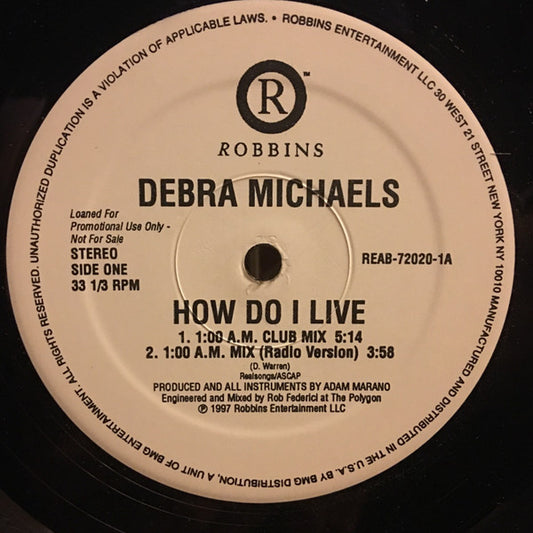 R™
ROBBINS
DEBRA MICHAELS
Loaned For
Promotional Use Only -
Not For Sale
STEREO
SIDE ONE
33 1/3 RPM
REAB-72020-1A
HOW DO I LIVE
1. 1:00 A.M. CLUB MIX 5:14
2. 1:00 A.M. MIX (Radio Version) 3:58
(D. Warren)
Realsongs/ASCAP
PRODUCED AND ALL INSTRUMENTS BY ADAM MARANO
Engineered and Mixed by Rob Federici at The Polygon
℗ 1997 Robbins Entertainment LLC
• ROBBINS ENTERTAINMENT LLC 30 WEST 21 STREET NEW YORK NY 10010 MANUFACTURED AND DISTRIBUTED IN THE U.S.A. BY BMG DISTRIBUTION, A UNIT OF BMG ENTERTAINMENT. ALL RIGHTS RESERVED. UNAUTHORIZED DUPLICATION IS A VIOLATION OF APPLICABLE LAWS.